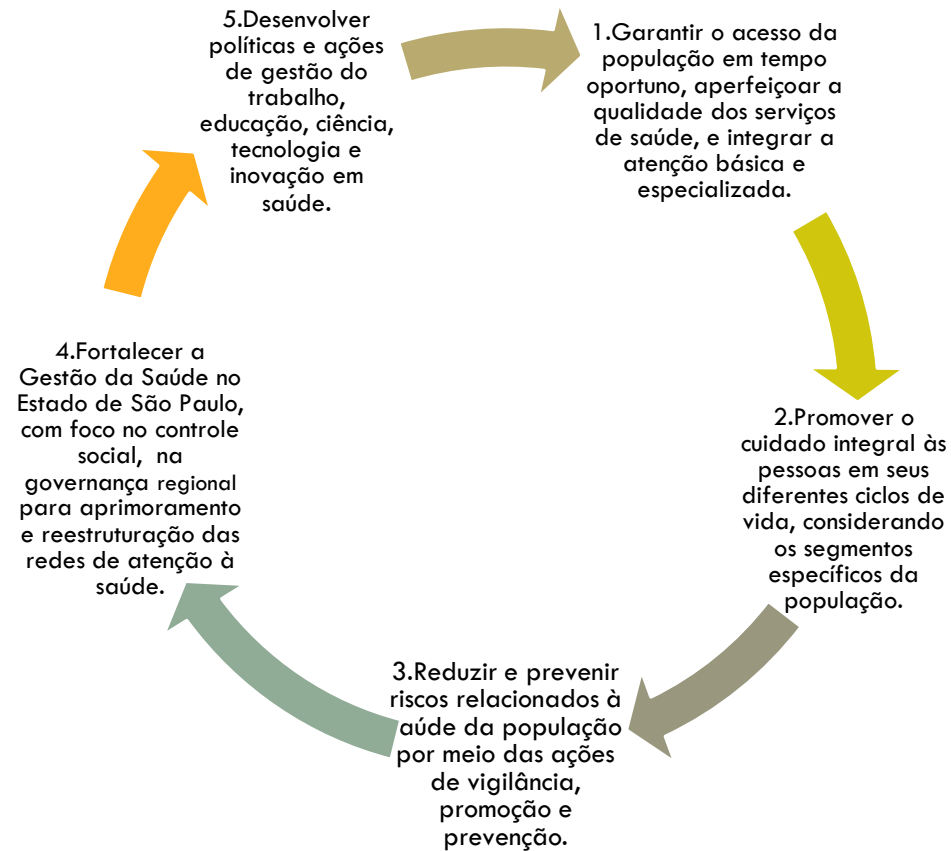 1.Garantir o acesso da
população em tempo
oportuno, aperfeiçoar a
qualidade dos serviços
de saúde, e integrar a
atenção básica e
especializada.
2.Promover o
cuidado integral às
pessoas em seus
diferentes ciclos de
vida, considerando
os segmentos
específicos da
população.
3.Reduzir e prevenir
riscos relacionados à
aúde da população
por meio das ações
de vigilância,
promoção e
prevenção.
4.Fortalecer a
Gestão da Saúde no
Estado de São Paulo,
com foco no controle
social, na
governança regional
para aprimoramento
e reestruturação das
redes de atenção à
saúde.
5.Desenvolver
políticas e ações
de gestão do
trabalho,
educação, ciência,
tecnologia e
inovação em
saúde.